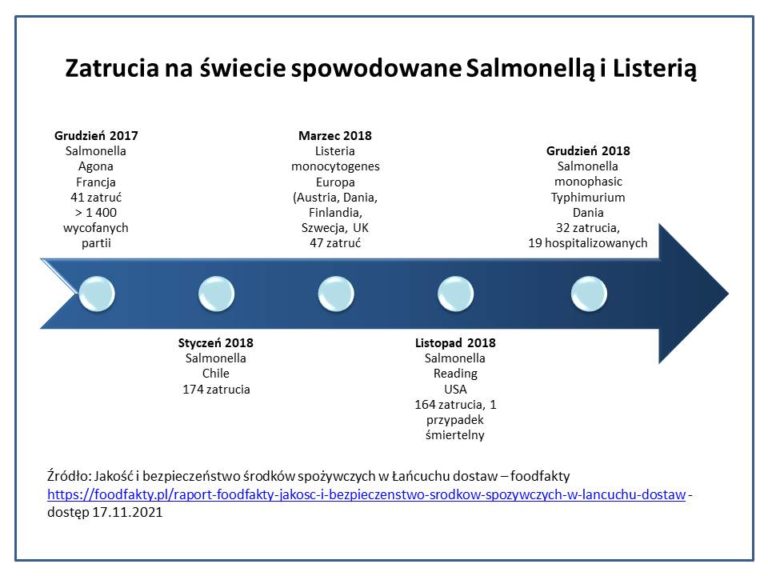 Zatrucia na świecie spowodowane Salmonellą i Listerią
Grudzień 2017
Salmonella
Agona
Francja
41 zatruć
> 1 400
wycofanych
partii
Styczeń 2018
Salmonella
Chile
174 zatrucia
Marzec 2018
Listeria
monocytogenes
Europa
(Austria, Dania,
Finlandia,
Szwecja, UK
47 zatruć
Listopad 2018
Salmonella
Reading
USA
164 zatrucia, 1
przypadek
śmiertelny
Grudzień 2018
Salmonella
monophasic
Typhimurium
Dania
32 zatrucia,
19 hospitalizowanych
Źródło: Jakość i bezpieczeństwo środków spożywczych w Łańcuchu dostaw – foodfakty
https://foodfakty.pl/raport-foodfakty-jakosc-i-bezpieczenstwo-srodkow-spozywczych-w-lancuchu-dostaw -
dostęp 17.11.2021